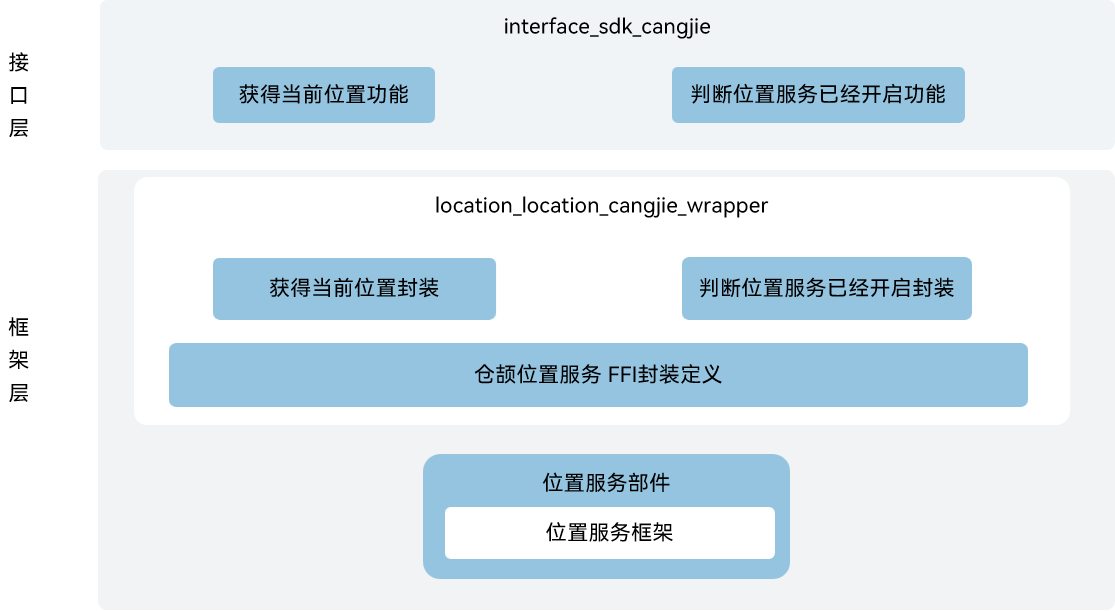 接口层
interface_sdk_cangjie
获得当前位置功能
判断位置服务已经开启功能
框架层
location_location_cangjie_wrapper
获得当前位置封装
判断位置服务已经开启封装
仓颉位置服务 FFI封装定义
位置服务部件
位置服务框架